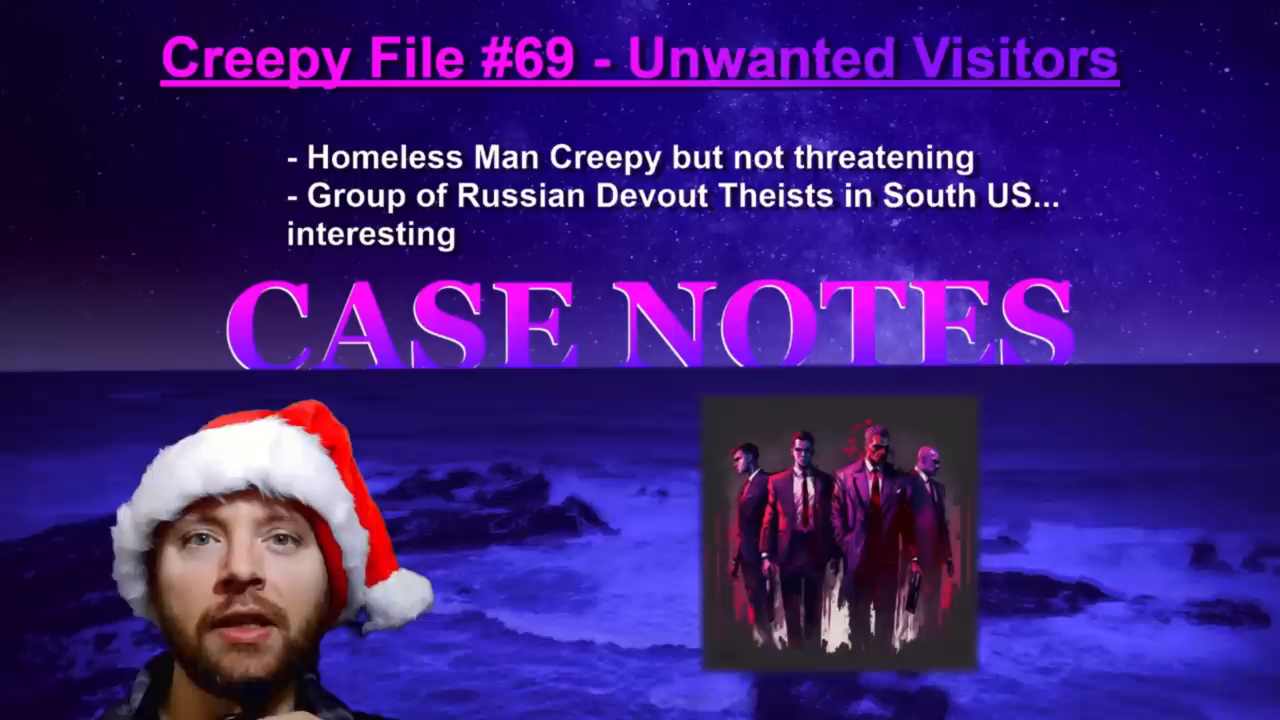 Creepy File #69 - Unwanted Visitors
- Homeless Man Creepy but not threatening
- Group of Russian Devout Theists in South US...
interesting
CASE NOTES